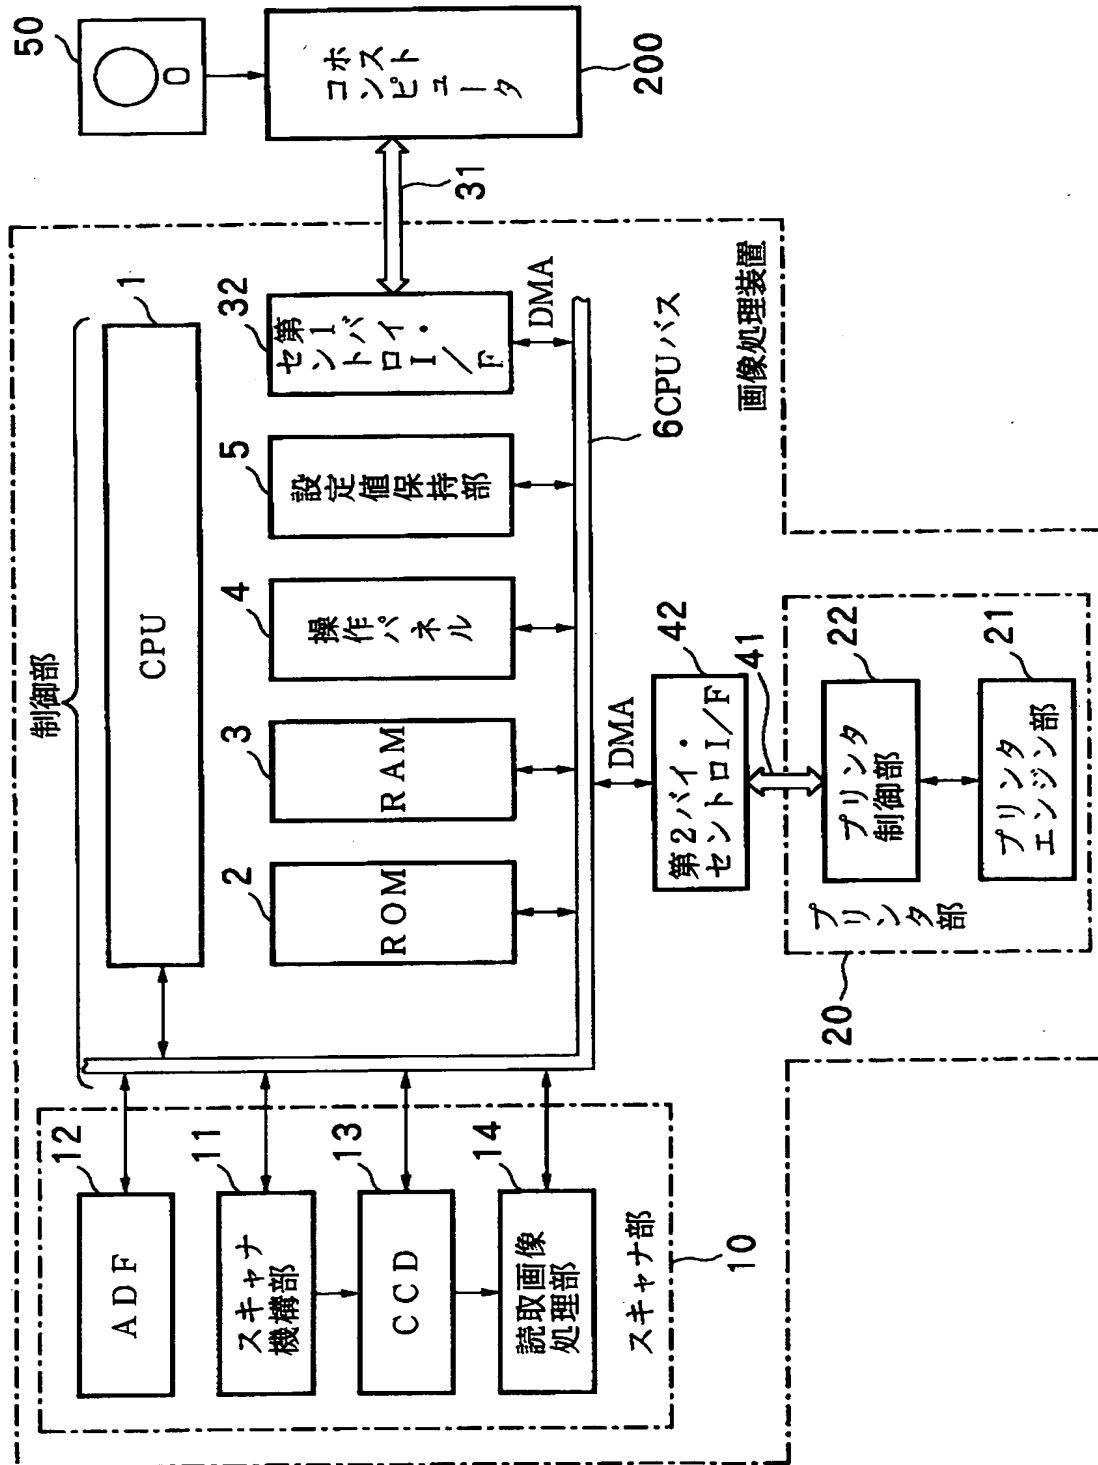 制御部
1
CPU
12
ADF
11
スキャナ
機構部
13
CCD
14
読取画像
処理部
スキャナ部
10
2
ROM
3
RAM
4
操作パネル
5
設定値保持部
32
第1バイ・
セントロ
I/F
DMA
6CPUバス
31
50
ホスト
コンピュータ
200
画像処理装置
DMA
42
第2バイ・
セントロI/F
41
22
プリンタ
制御部
21
プリンタ
エンジン部
プリンタ部
20